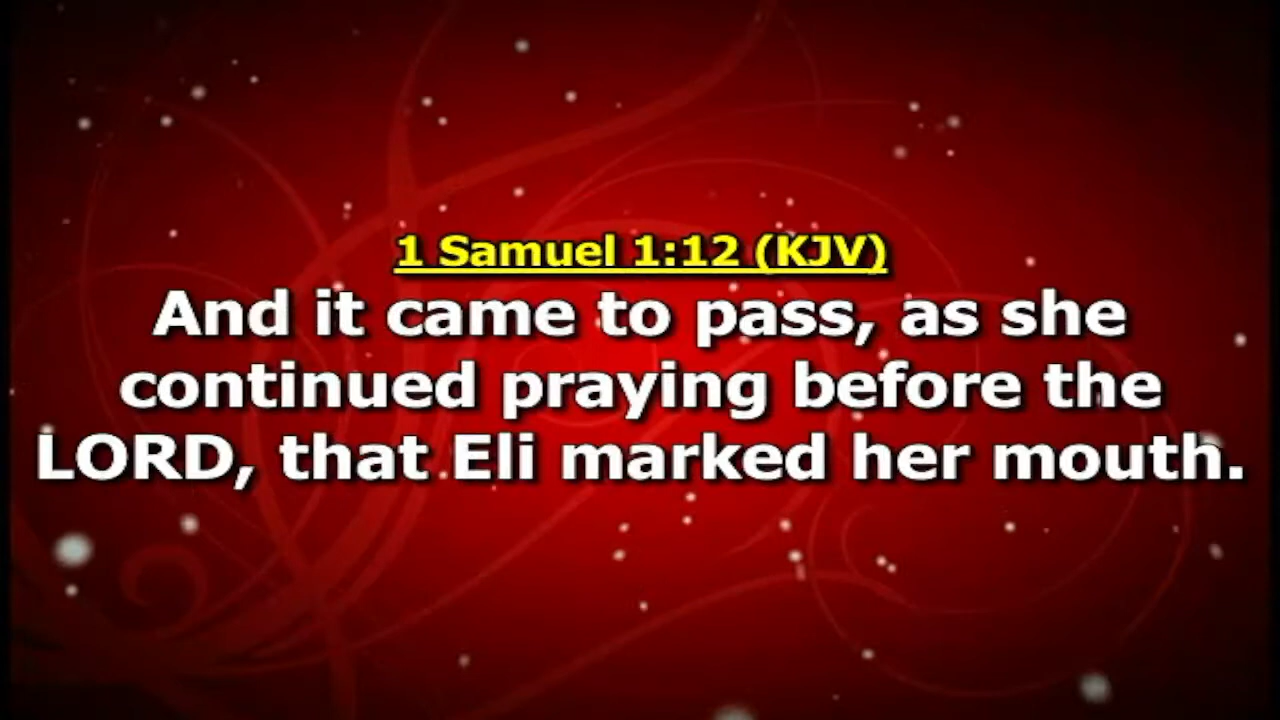 1 Samuel 1:12 (KJV)
And it came to pass, as she
continued praying before the
LORD, that Eli marked her mouth.